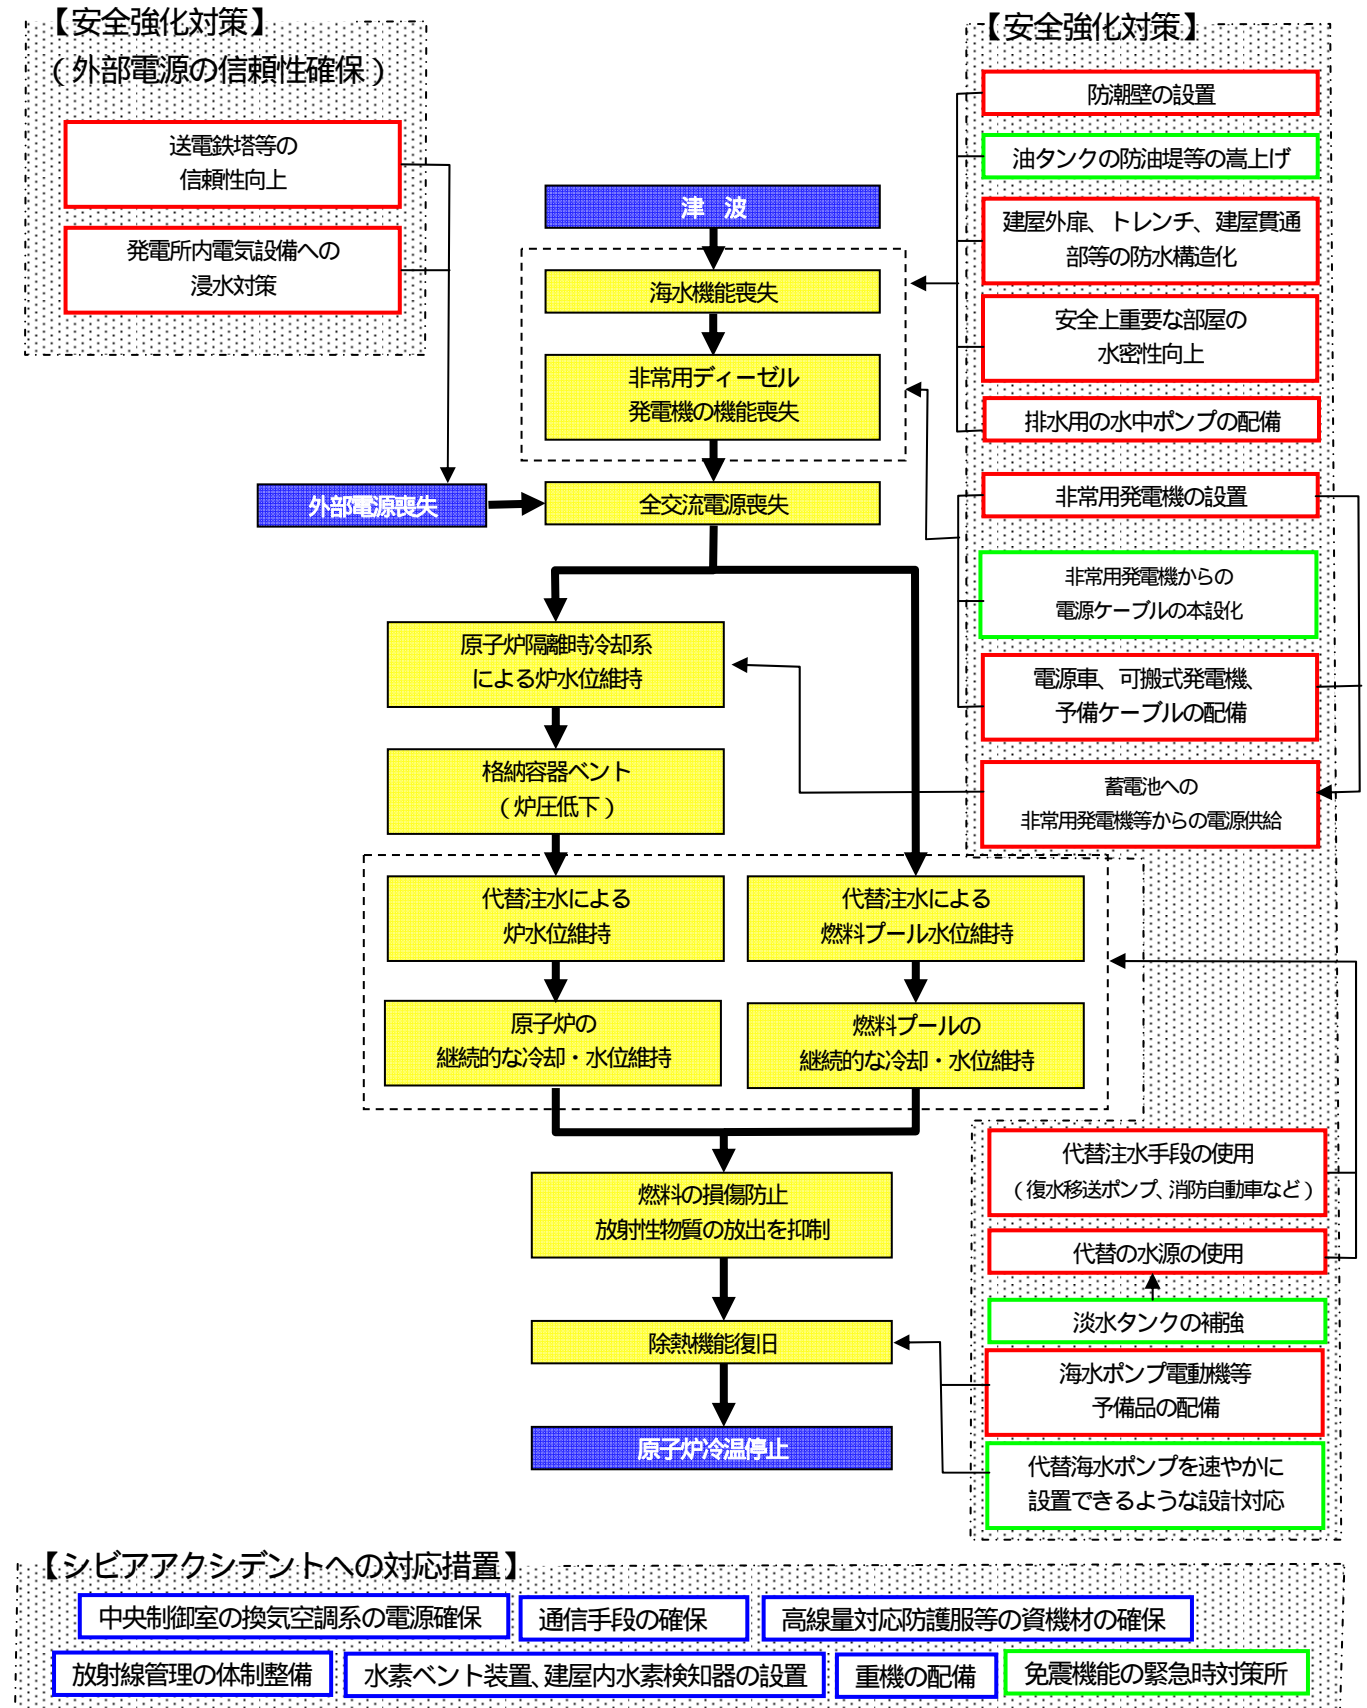 【安全強化対策】
（外部電源の信頼性確保）
送電鉄塔等の
信頼性向上
発電所内電気設備への
浸水対策
津　波
海水機能喪失
非常用ディーゼル
発電機の機能喪失
外部電源喪失
全交流電源喪失
原子炉隔離時冷却系
による炉水位維持
格納容器ベント
（炉圧低下）
代替注水による
炉水位維持
原子炉の
継続的な冷却・水位維持
代替注水による
燃料プール水位維持
燃料プールの
継続的な冷却・水位維持
燃料の損傷防止
放射性物質の放出を抑制
除熱機能復旧
原子炉冷温停止
【安全強化対策】
防潮壁の設置
油タンクの防油堤等の嵩上げ
建屋外扉、トレンチ、建屋貫通
部等の防水構造化
安全上重要な部屋の
水密性向上
排水用の水中ポンプの配備
非常用発電機の設置
非常用発電機からの
電源ケーブルの本設化
電源車、可搬式発電機、
予備ケーブルの配備
蓄電池への
非常用発電機等からの電源供給
代替注水手段の使用
（復水移送ポンプ、消防自動車など）
代替の水源の使用
淡水タンクの補強
海水ポンプ電動機等
予備品の配備
代替海水ポンプを速やかに
設置できるような設計対応
【シビアアクシデントへの対応措置】
中央制御室の換気空調系の電源確保
通信手段の確保
高線量対応防護服等の資機材の確保
放射線管理の体制整備
水素ベント装置、建屋内水素検知器の設置
重機の配備
免震機能の緊急時対策所